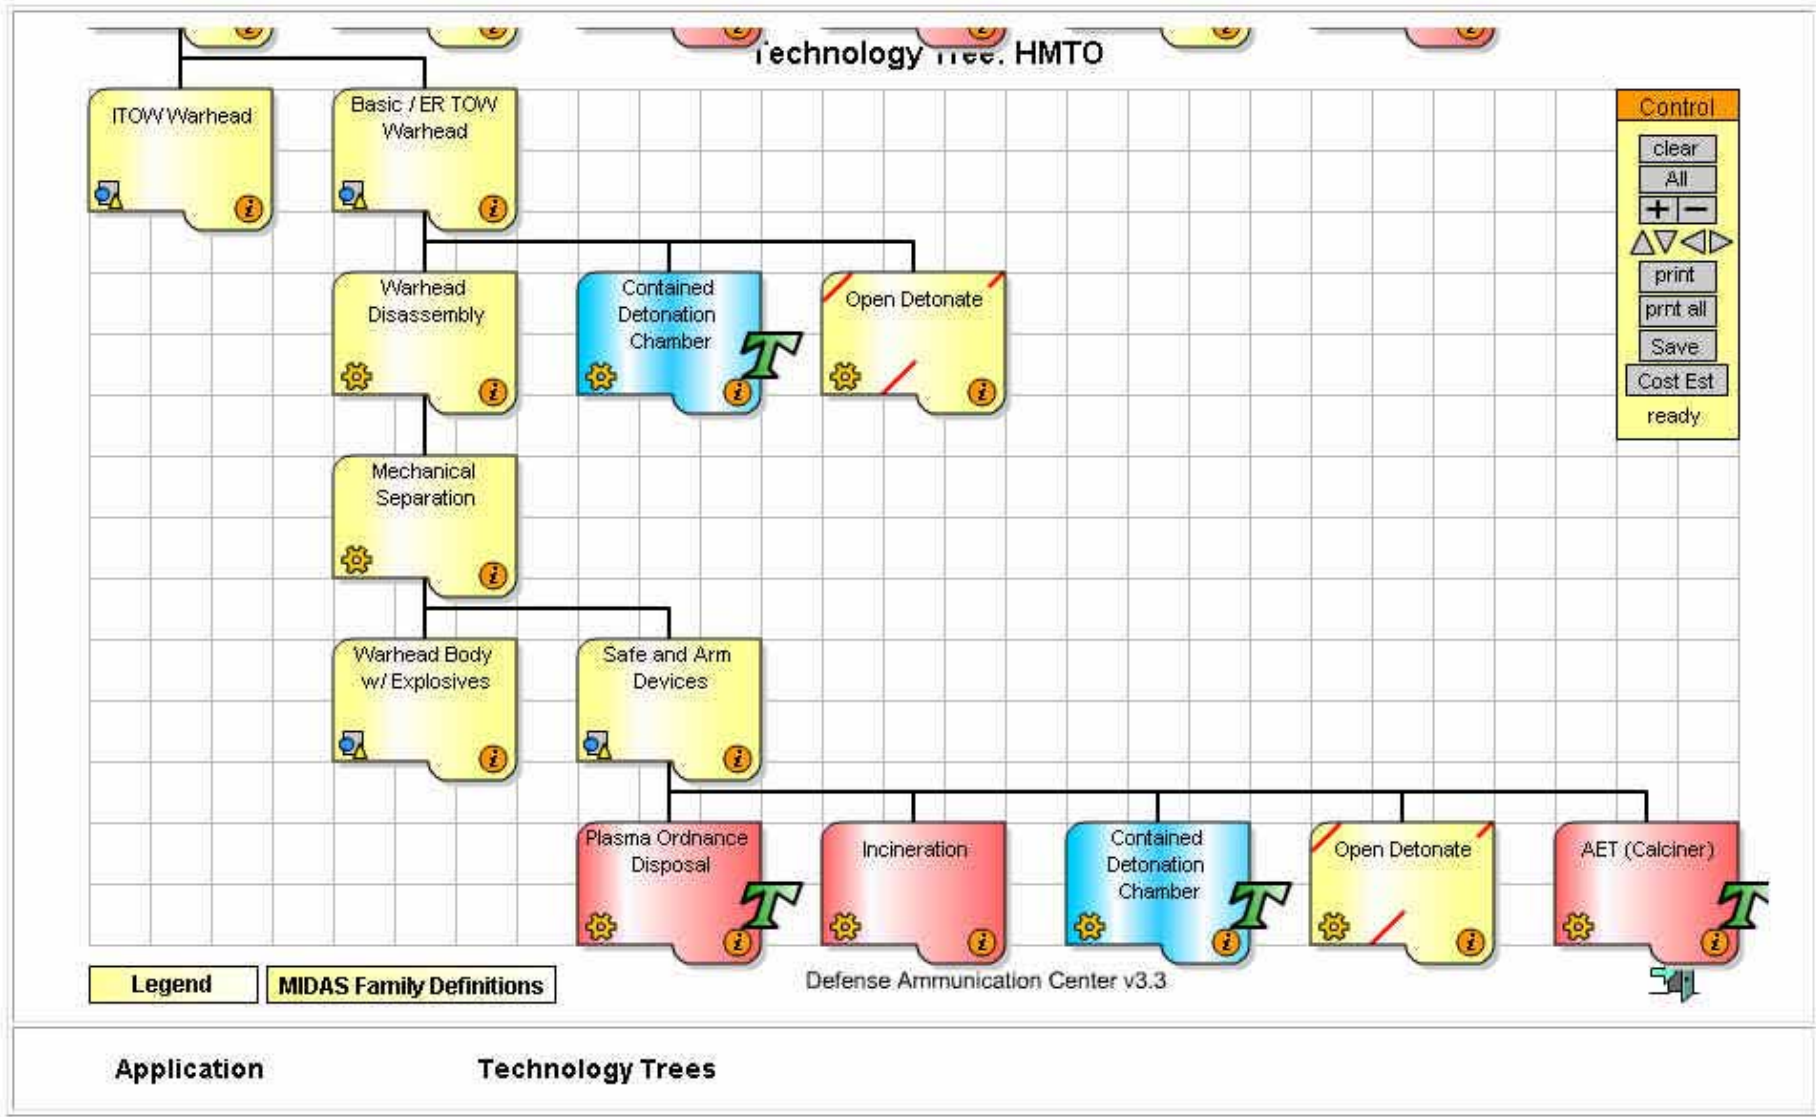 Technology Tree: HMTO
ITOW Warhead
Basic / ER TOW
Warhead
Control
clear
All
+ −
print
prnt all
Save
Cost Est
ready
Warhead
Disassembly
Contained
Detonation
Chamber
T
Open Detonate
Mechanical
Separation
Warhead Body
w/ Explosives
Safe and Arm
Devices
Plasma Ordnance
Disposal
T
Incineration
Contained
Detonation
Chamber
T
Open Detonate
AET (Calciner)
T
Legend
MIDAS Family Definitions
Defense Ammunication Center v3.3
Application
Technology Trees